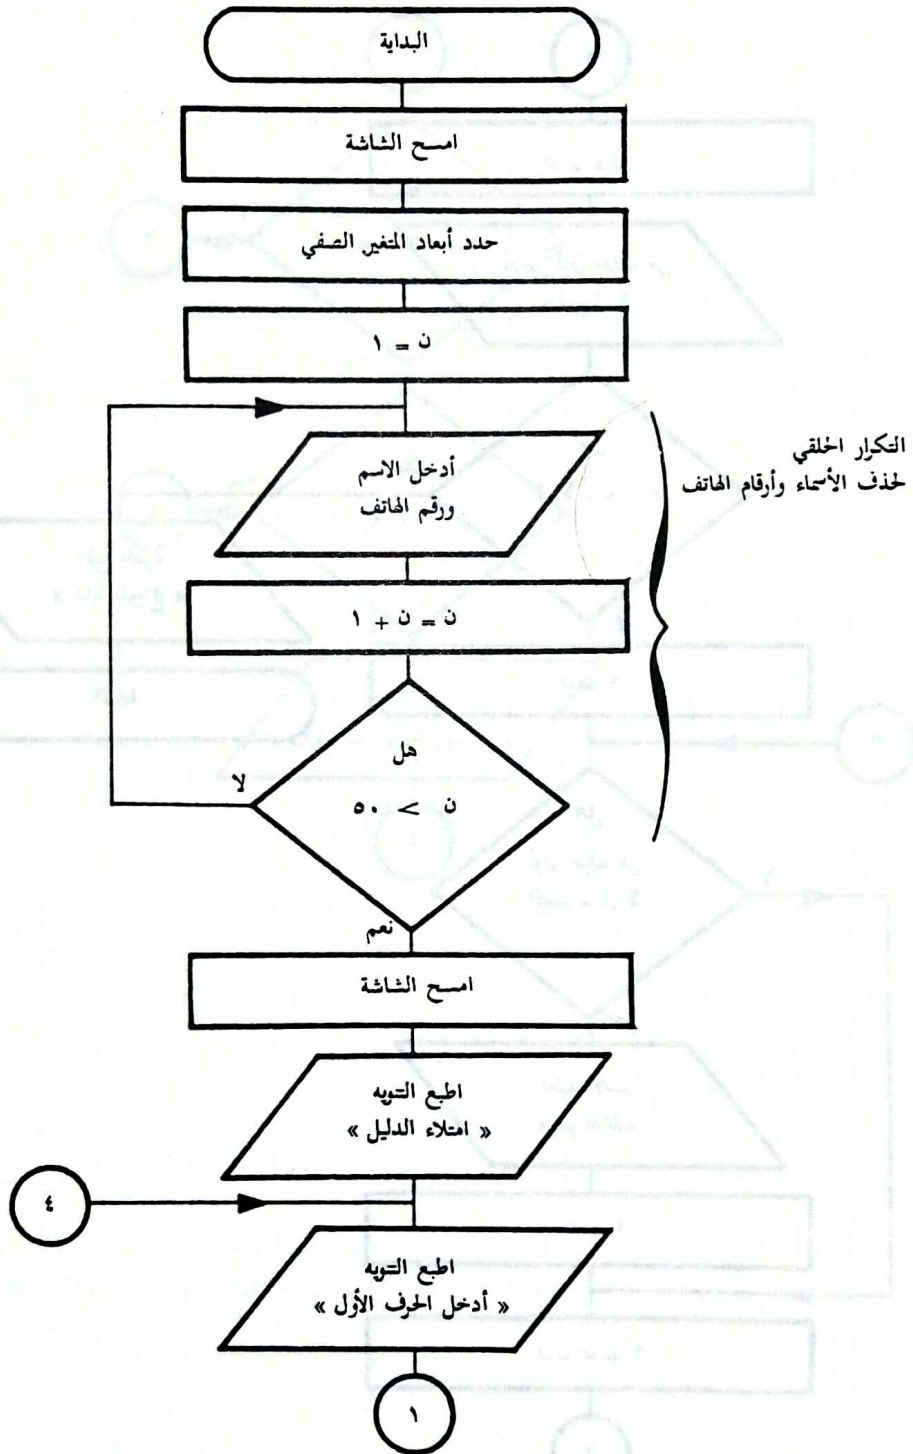 البداية
امسح الشاشة
حدد أبعاد المتغير الصفي
ن = ١
التكرار الحلقي
لحذف الأسماء وأرقام الهاتف
أدخل الاسم
ورقم الهاتف
ن = ن + ١
هل
ن > ٥٠
لا
نعم
امسح الشاشة
اطبع التنويه
« امتلاء الدليل »
٤
اطبع التنويه
« أدخل الحرف الأول »
١